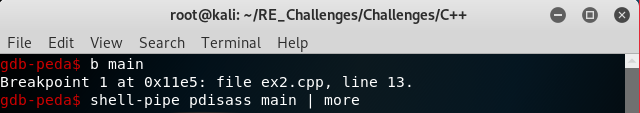 root@kali: ~/RE_Challenges/Challenges/C++
File Edit View Search Terminal Help
gdb-peda$ b main
Breakpoint 1 at 0x11e5: file ex2.cpp, line 13.
gdb-peda$ shell-pipe pdisass main | more